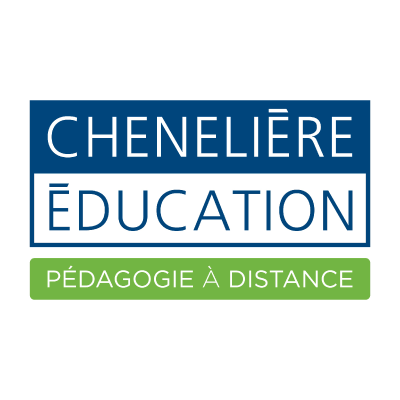 CHENELIÈRE
ÉDUCATION
PÉDAGOGIE À DISTANCE